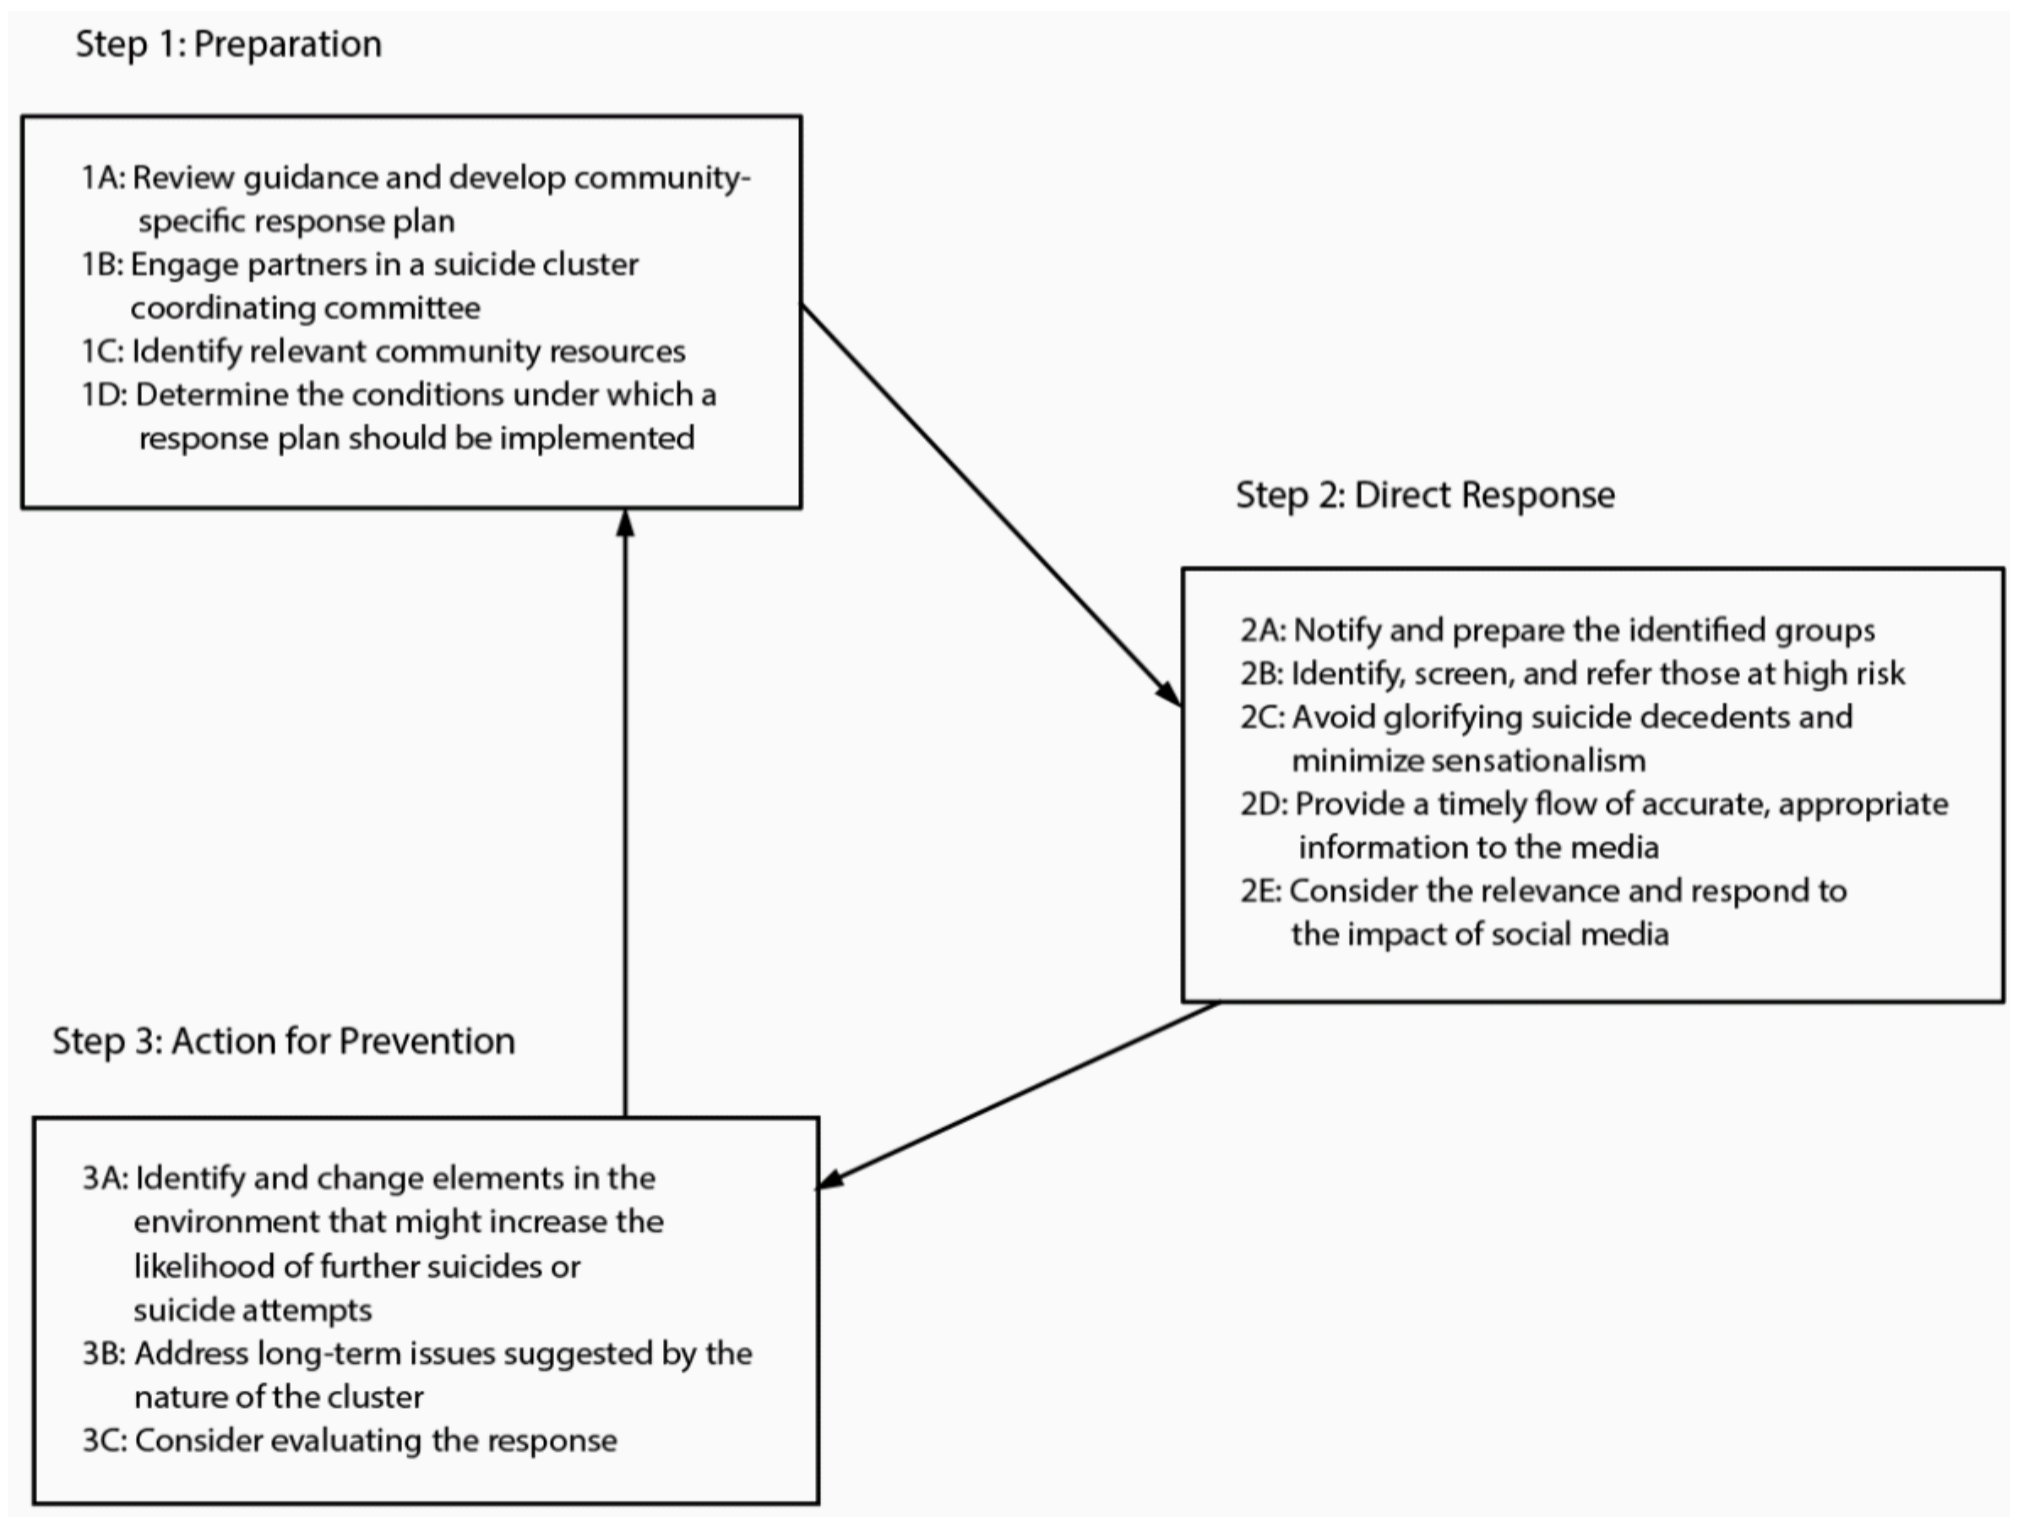 Step 1: Preparation
1A: Review guidance and develop community-
specific response plan
1B: Engage partners in a suicide cluster
coordinating committee
1C: Identify relevant community resources
1D: Determine the conditions under which a
response plan should be implemented
Step 2: Direct Response
2A: Notify and prepare the identified groups
2B: Identify, screen, and refer those at high risk
2C: Avoid glorifying suicide decedents and
minimize sensationalism
2D: Provide a timely flow of accurate, appropriate
information to the media
2E: Consider the relevance and respond to
the impact of social media
Step 3: Action for Prevention
3A: Identify and change elements in the
environment that might increase the
likelihood of further suicides or
suicide attempts
3B: Address long-term issues suggested by the
nature of the cluster
3C: Consider evaluating the response